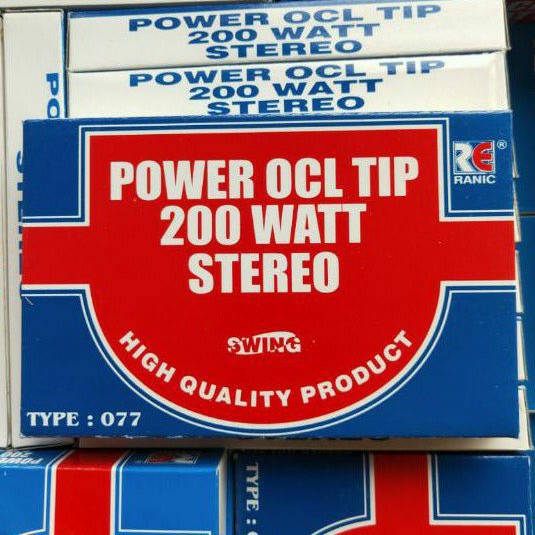 POWER OCL TIP
200 WATT
STEREO
POWER OCL TIP
200 WATT
STEREO
RE®
RANIC
POWER OCL TIP
200 WATT
STEREO
SWING
HIGH QUALITY PRODUCT
TYPE : 077
TYPE :